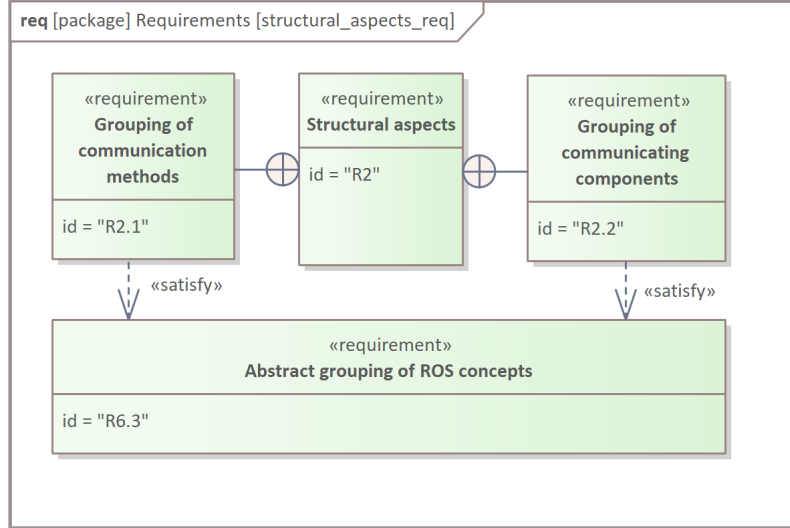 req [package] Requirements [structural_aspects_req]
«requirement»
Grouping of
communication
methods
id = "R2.1"
«requirement»
Structural aspects
id = "R2"
«requirement»
Grouping of
communicating
components
id = "R2.2"
«satisfy»
«satisfy»
«requirement»
Abstract grouping of ROS concepts
id = "R6.3"